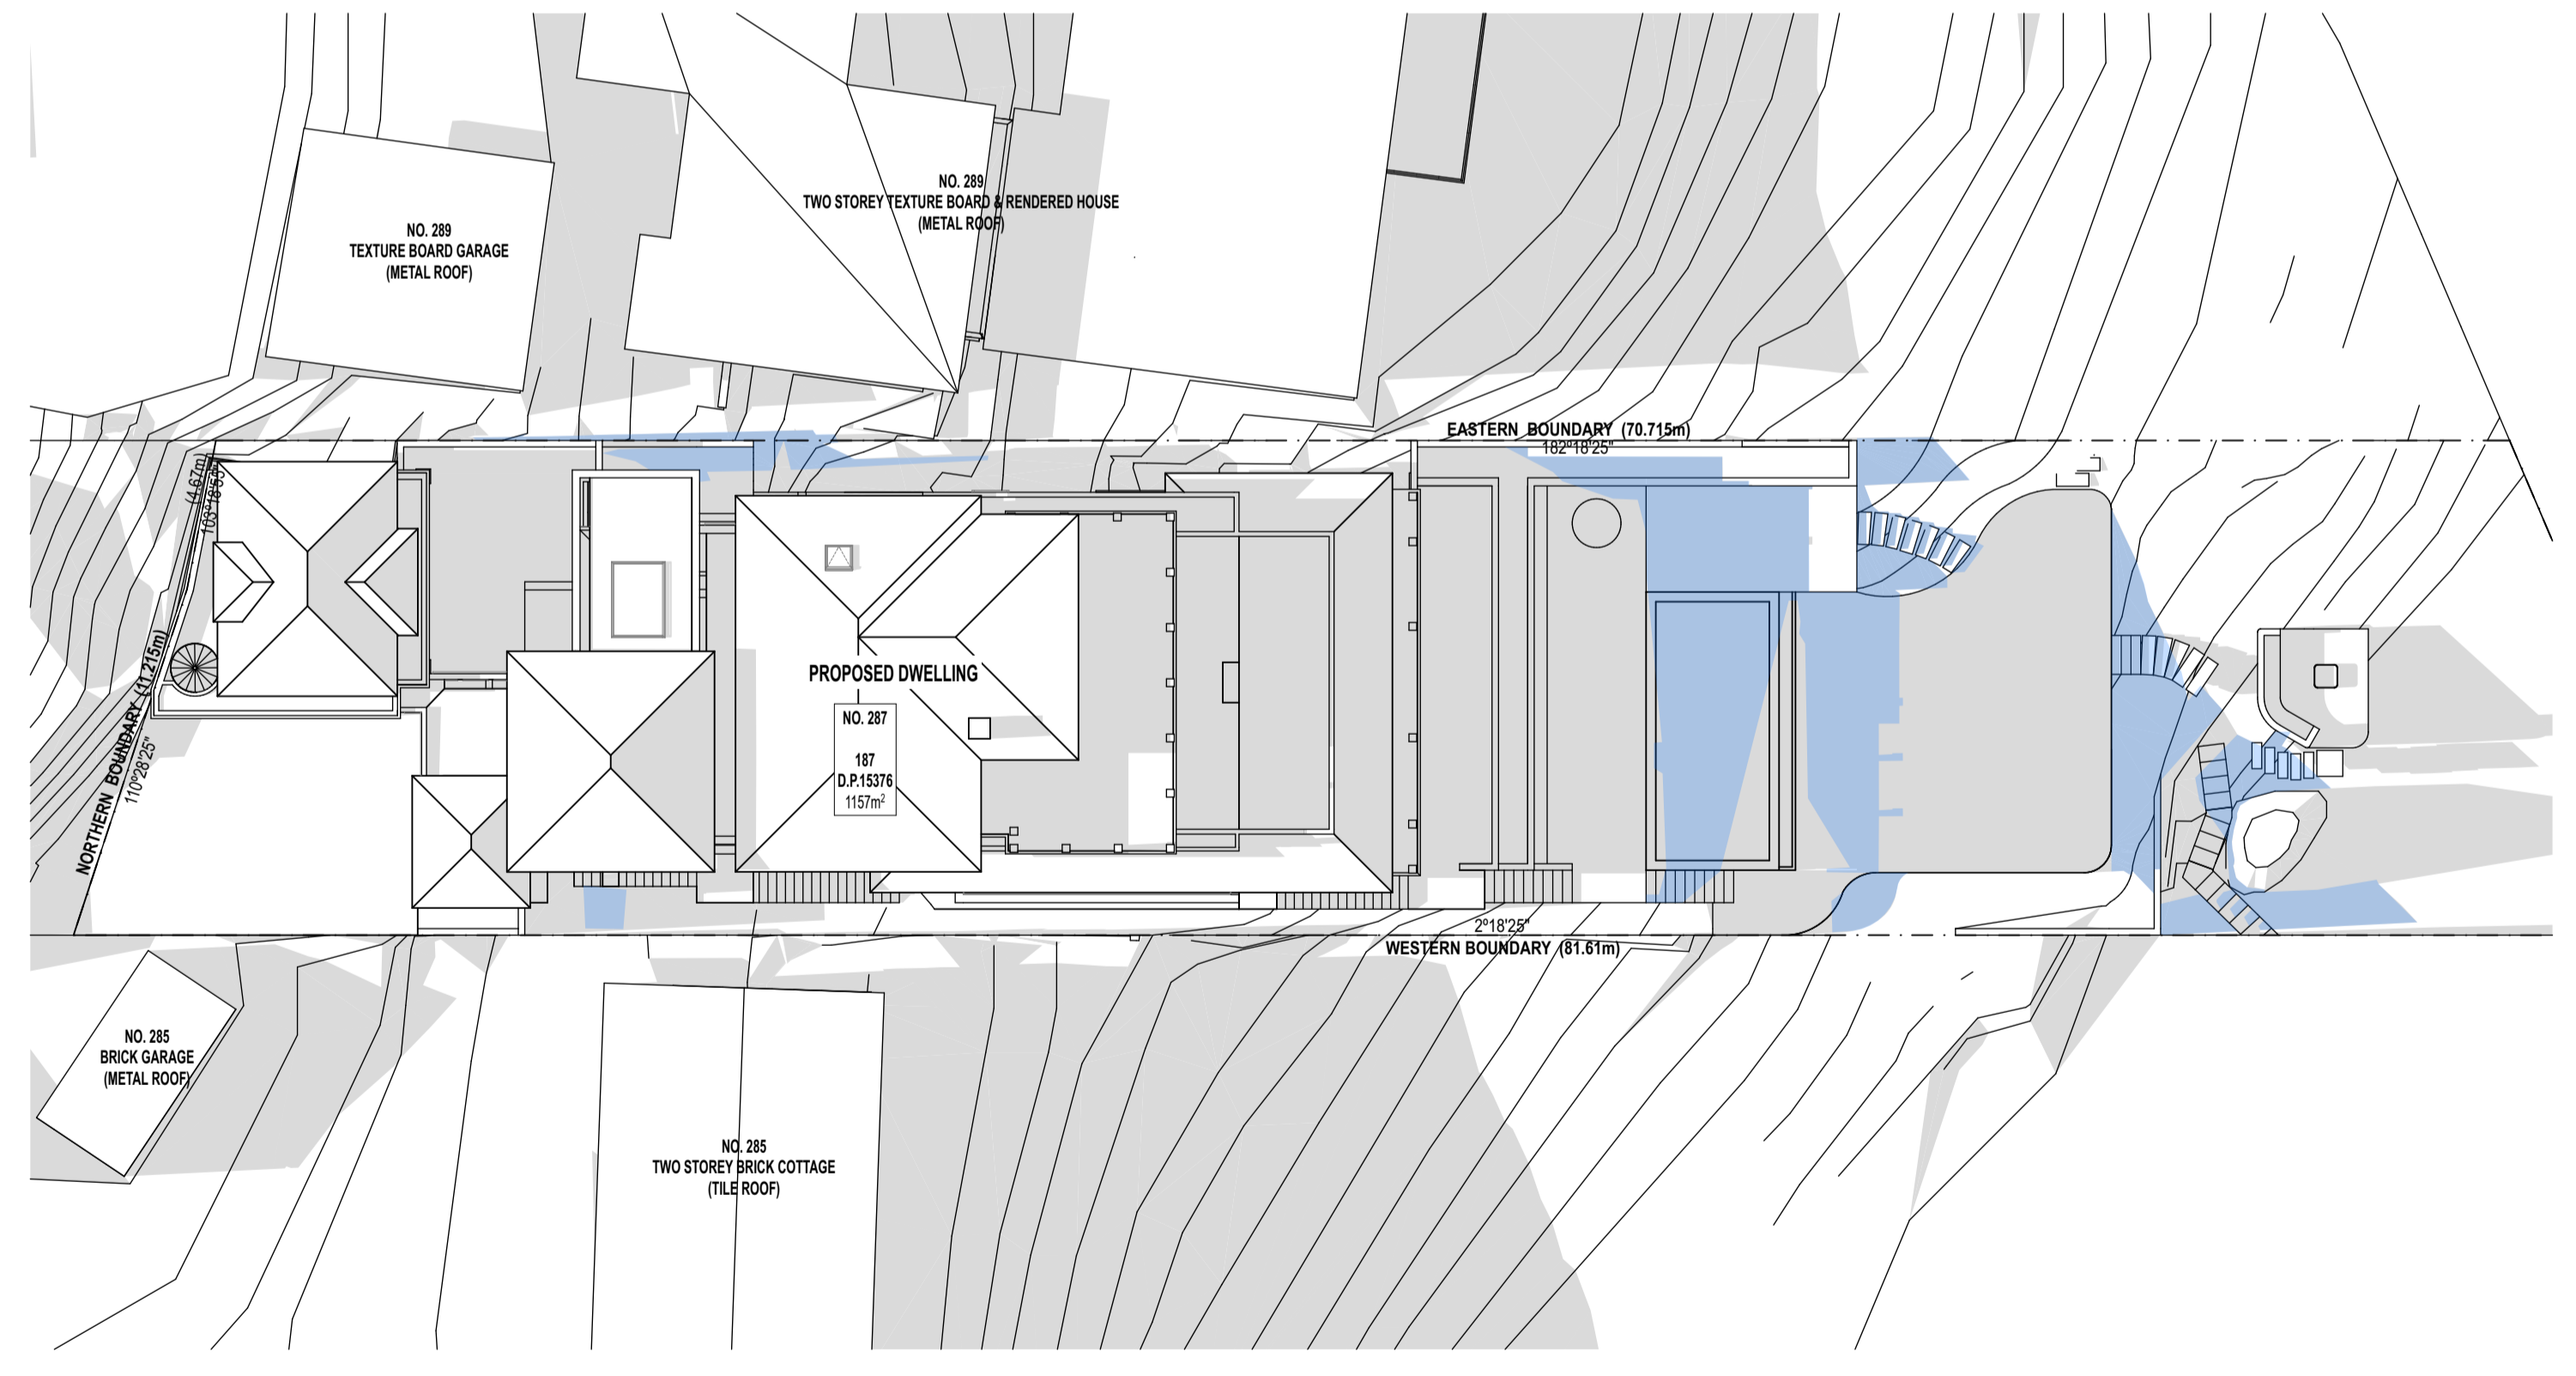 NO. 289
TWO STOREY TEXTURE BOARD & RENDERED HOUSE
(METAL ROOF)
NO. 289
TEXTURE BOARD GARAGE
(METAL ROOF)
EASTERN BOUNDARY (70.715m)
182°18'25"
(4.67m)
103°18'55"
NORTHERN BOUNDARY (11.215m)
110°28'25"
PROPOSED DWELLING
NO. 287
187
D.P.15376
1157m²
2°18'25"
WESTERN BOUNDARY (81.61m)
NO. 285
BRICK GARAGE
(METAL ROOF)
NO. 285
TWO STOREY BRICK COTTAGE
(TILE ROOF)